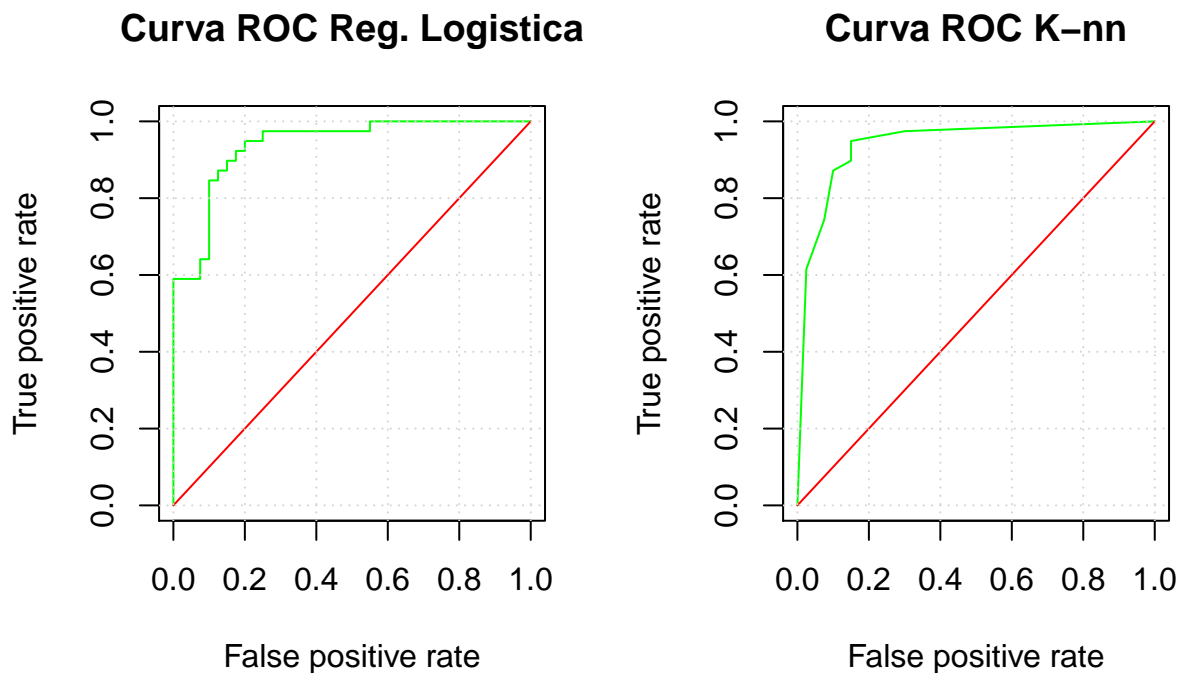 Curva ROC Reg. Logistica
True positive rate
1.0
0.8
0.6
0.4
0.2
0.0
0.0 0.2 0.4 0.6 0.8 1.0
False positive rate
Curva ROC K−nn
True positive rate
1.0
0.8
0.6
0.4
0.2
0.0
0.0 0.2 0.4 0.6 0.8 1.0
False positive rate